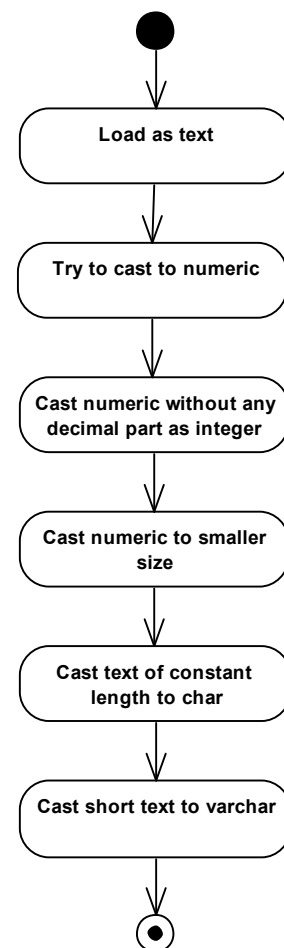 Load as text
Try to cast to numeric
Cast numeric without any
decimal part as integer
Cast numeric to smaller
size
Cast text of constant
length to char
Cast short text to varchar